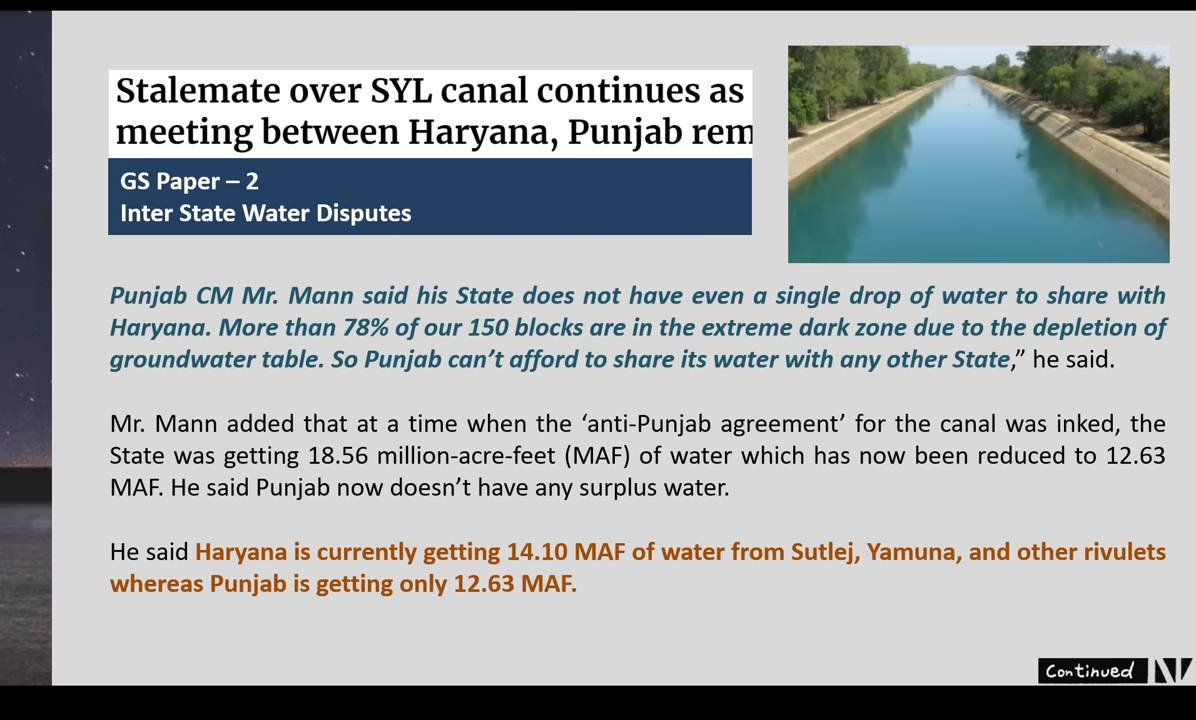 Stalemate over SYL canal continues as
meeting between Haryana, Punjab rem
GS Paper – 2
Inter State Water Disputes
Punjab CM Mr. Mann said his State does not have even a single drop of water to share with
Haryana. More than 78% of our 150 blocks are in the extreme dark zone due to the depletion of
groundwater table. So Punjab can’t afford to share its water with any other State,” he said.
Mr. Mann added that at a time when the ‘anti-Punjab agreement’ for the canal was inked, the
State was getting 18.56 million-acre-feet (MAF) of water which has now been reduced to 12.63
MAF. He said Punjab now doesn’t have any surplus water.
He said Haryana is currently getting 14.10 MAF of water from Sutlej, Yamuna, and other rivulets
whereas Punjab is getting only 12.63 MAF.
Continued